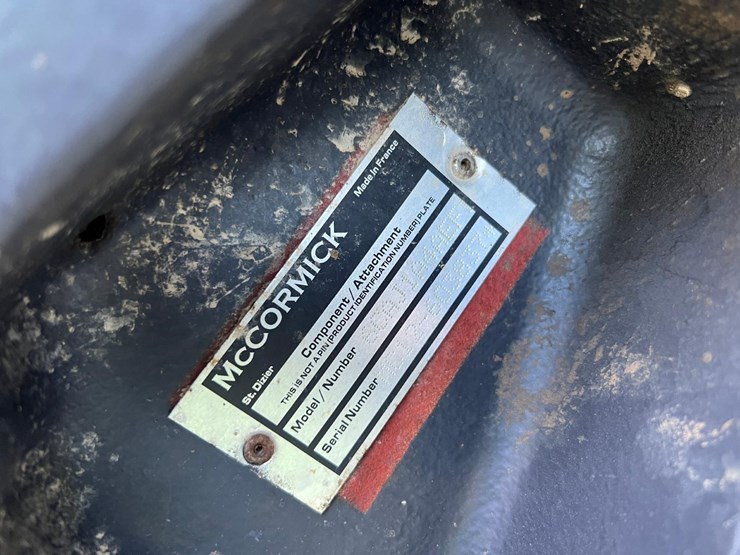 McCORMICK
St. Dizier Made in France
Component / Attachment
THIS IS NOT A PIN (PRODUCT IDENTIFICATION NUMBER) PLATE
Model / Number
Serial Number